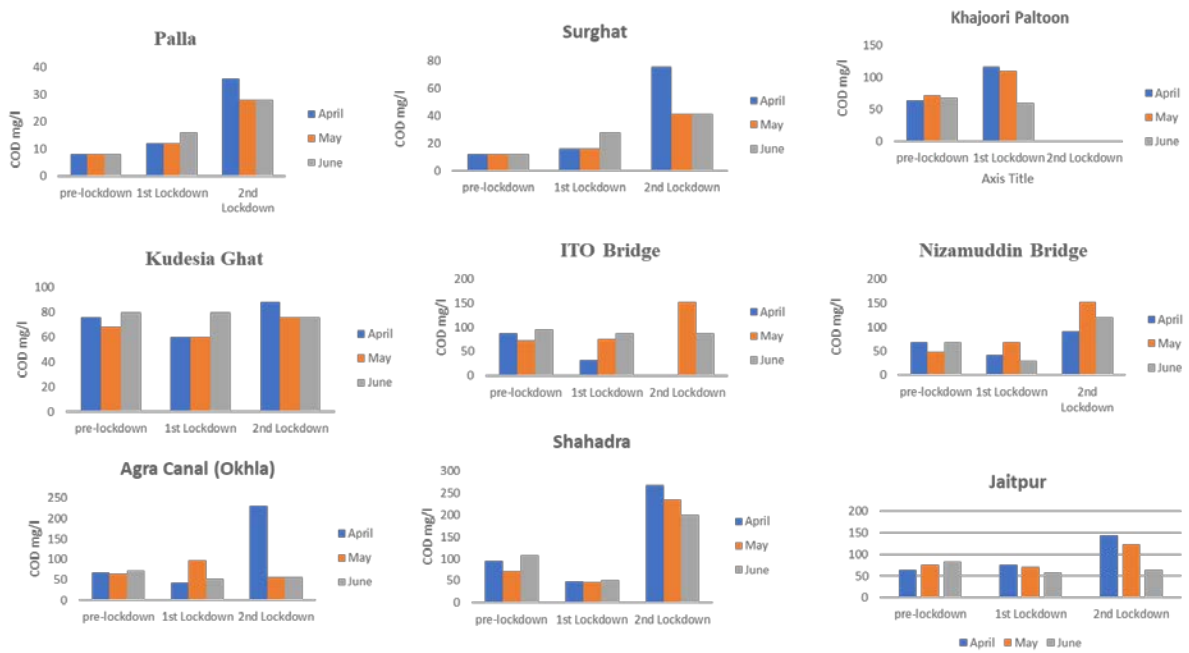 Palla
COD mg/l
40
30
20
10
0
pre-lockdown 1st Lockdown 2nd
Lockdown
April
May
June
Surghat
COD mg/l
80
60
40
20
0
pre-lockdown 1st Lockdown 2nd Lockdown
April
May
June
Khajoori Paltoon
COD mg/l
150
100
50
0
pre-lockdown 1st Lockdown 2nd Lockdown
Axis Title
April
May
June
Kudesia Ghat
COD mg/l
100
80
60
40
20
0
pre-lockdown 1st Lockdown 2nd Lockdown
April
May
June
ITO Bridge
COD mg/l
200
150
100
50
0
pre-lockdown 1st Lockdown 2nd Lockdown
April
May
June
Nizamuddin Bridge
COD mg/l
200
150
100
50
0
pre-lockdown 1st Lockdown 2nd
Lockdown
April
May
June
Agra Canal (Okhla)
COD mg/l
250
200
150
100
50
0
pre-lockdown 1st Lockdown 2nd Lockdown
April
May
June
Shahadra
COD mg/l
300
250
200
150
100
50
0
pre-lockdown 1st Lockdown 2nd Lockdown
April
May
June
Jaitpur
200
150
100
50
0
pre-lockdown 1st Lockdown 2nd Lockdown
April May June